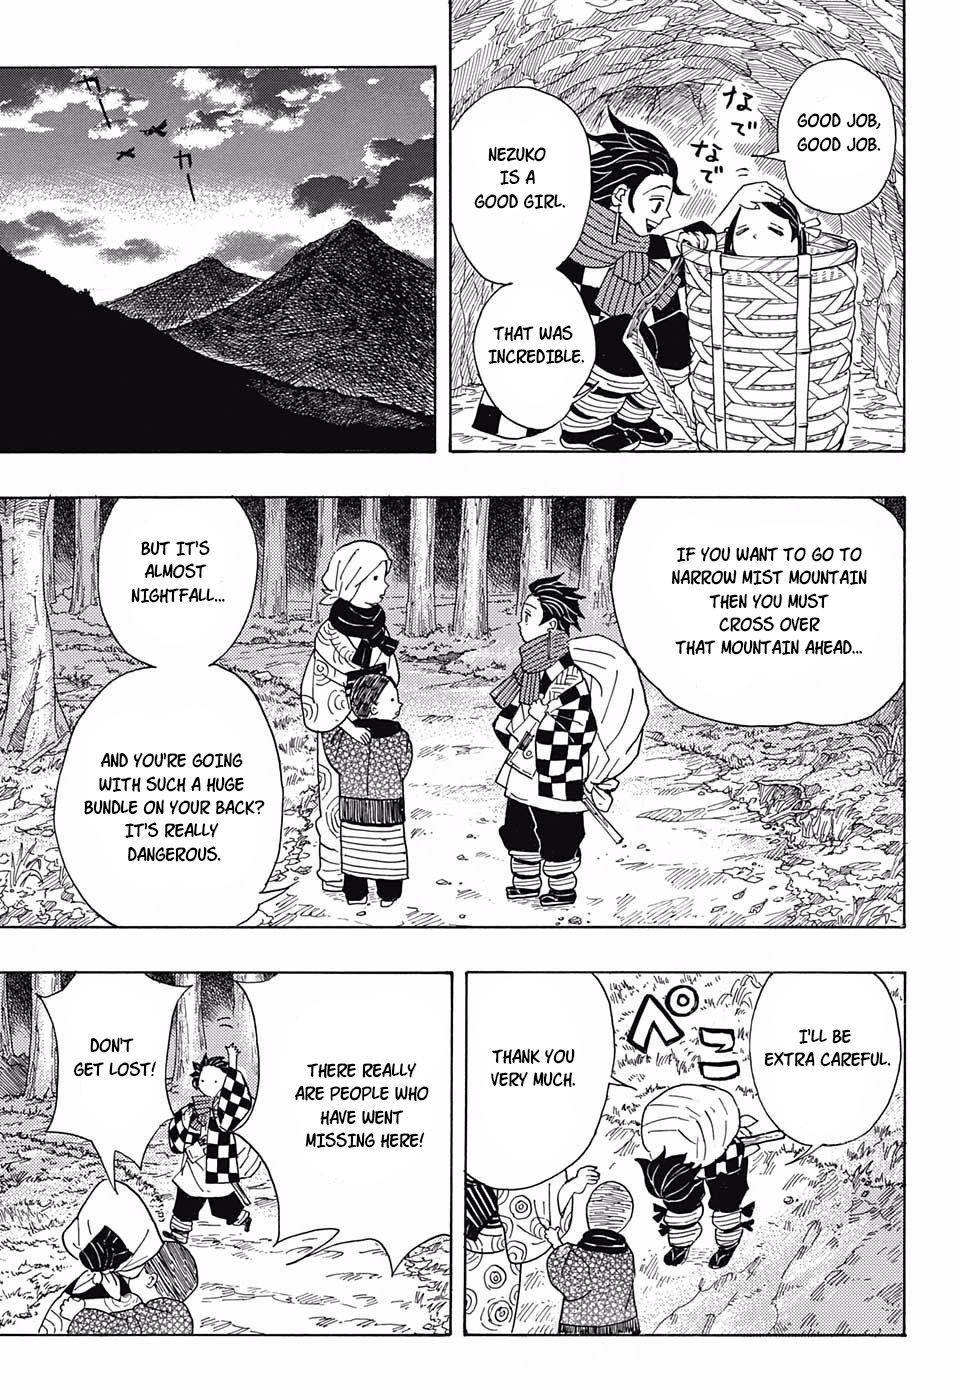 GOOD JOB,
GOOD JOB.
なでなで
NEZUKO
IS A
GOOD GIRL.
THAT WAS
INCREDIBLE.
カー
カー
IF YOU WANT TO GO TO
NARROW MIST MOUNTAIN
THEN YOU MUST
CROSS OVER
THAT MOUNTAIN AHEAD...
BUT IT'S
ALMOST
NIGHTFALL...
AND YOU'RE GOING
WITH SUCH A HUGE
BUNDLE ON YOUR BACK?
IT'S REALLY
DANGEROUS.
I'LL BE
EXTRA CAREFUL.
ペコ
THANK YOU
VERY MUCH.
THERE REALLY
ARE PEOPLE WHO
HAVE WENT
MISSING HERE!
DON'T
GET LOST!